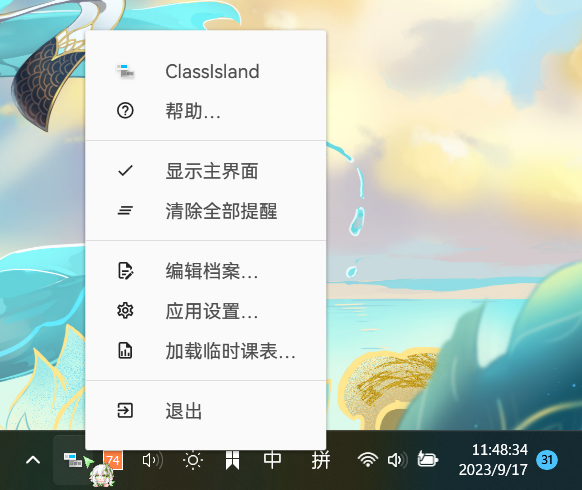 ClassIsland
帮助...
显示主界面
清除全部提醒
编辑档案...
应用设置...
加载临时课表...
退出
74
中
拼
11:48:34
2023/9/17
31